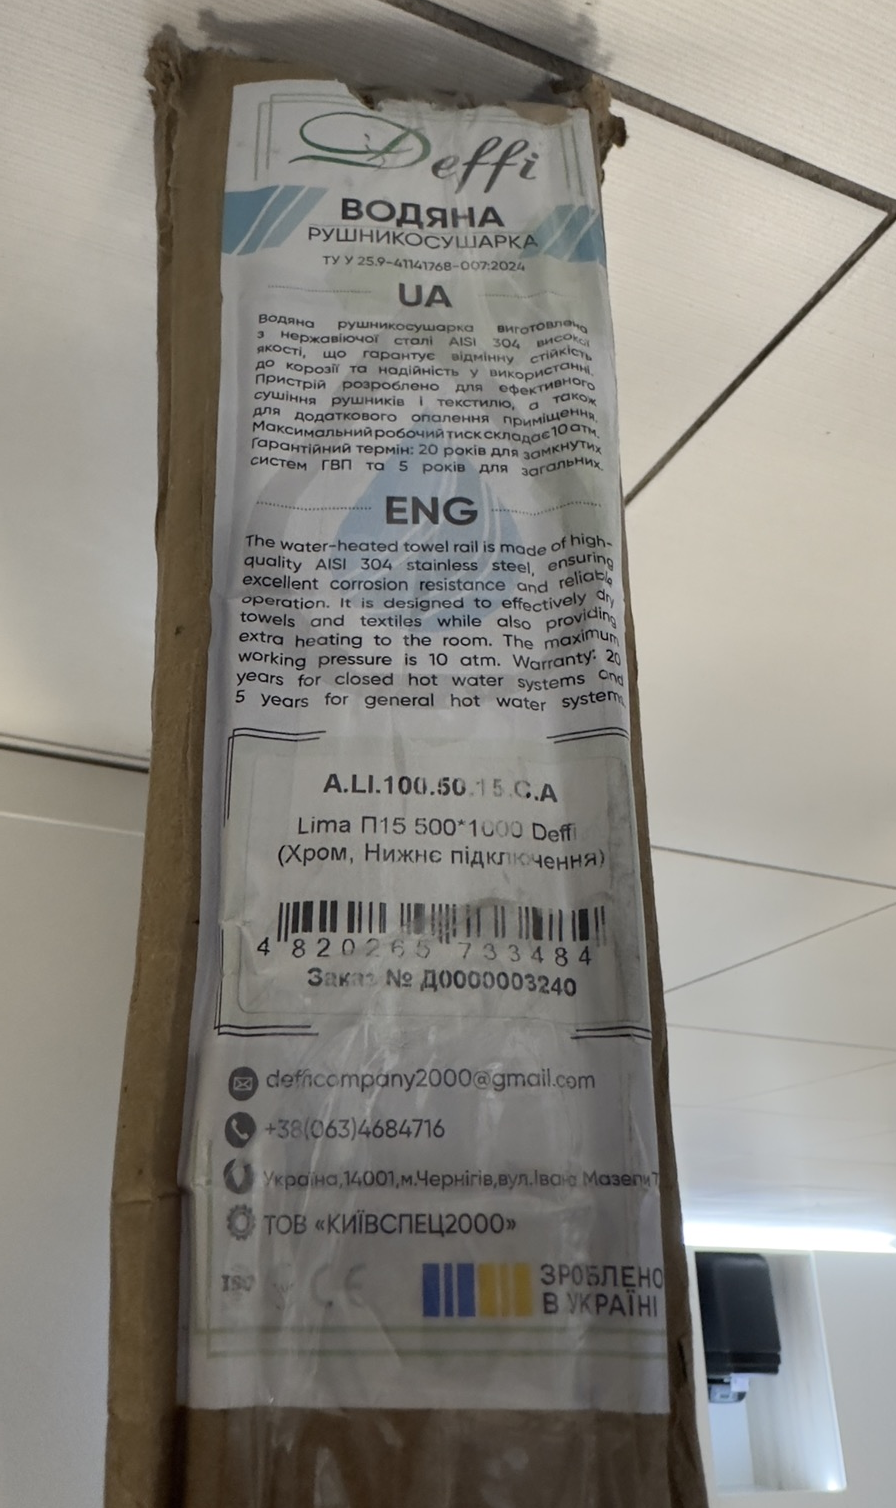 Deffi
ВОДЯНА
РУШНИКОСУШАРКА
ТУ У 25.9-41141768-007:2024
UA
Водяна рушникосушарка виготовлена
з нержавіючої сталі AISI 304 високої
якості, що гарантує відмінну стійкість
до корозії та надійність у використанні.
Пристрій розроблено для ефективного
сушіння рушників і текстилю, а також
для додаткового опалення приміщення.
Максимальний робочий тиск складає 10 атм.
Гарантійний термін: 20 років для замкнутих
систем ГВП та 5 років для загальних.
ENG
The water-heated towel rail is made of high-
quality AISI 304 stainless steel, ensuring
excellent corrosion resistance and reliable
operation. It is designed to effectively dry
towels and textiles while also providing
extra heating to the room. The maximum
working pressure is 10 atm. Warranty: 20
years for closed hot water systems and
5 years for general hot water systems.
A.LI.100.50.15.C.A
Lima П15 500*1000 Deffi
(Хром, Нижнє підключення)
4 820265 733484
Заказ № Д0000003240
defficompany2000@gmail.com
+38(063)4684716
Україна,14001,м.Чернігів,вул.Івана Мазепи
ТОВ «КИЇВСПЕЦ2000»
ISO CE
ЗРОБЛЕНО
В УКРАЇНІ